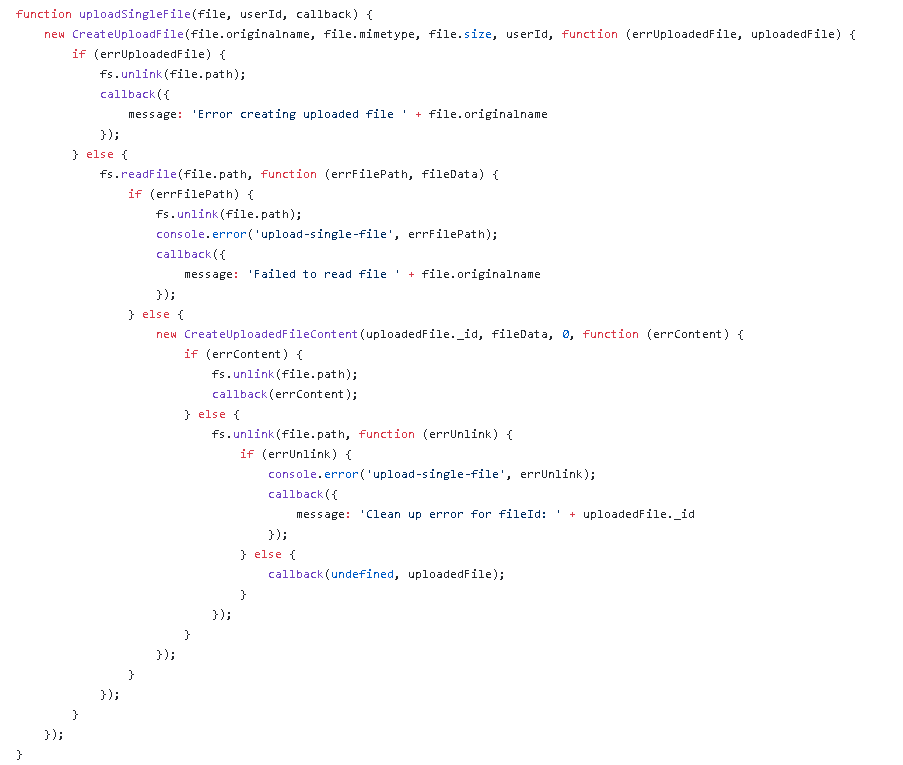 function uploadSingleFile(file, userId, callback) {
    new CreateUploadFile(file.originalname, file.mimetype, file.size, userId, function (errUploadedFile, uploadedFile) {
        if (errUploadedFile) {
            fs.unlink(file.path);
            callback({
                message: 'Error creating uploaded file ' + file.originalname
            });
        } else {
            fs.readFile(file.path, function (errFilePath, fileData) {
                if (errFilePath) {
                    fs.unlink(file.path);
                    console.error('upload-single-file', errFilePath);
                    callback({
                        message: 'Failed to read file ' + file.originalname
                    });
                } else {
                    new CreateUploadedFileContent(uploadedFile._id, fileData, 0, function (errContent) {
                        if (errContent) {
                            fs.unlink(file.path);
                            callback(errContent);
                        } else {
                            fs.unlink(file.path, function (errUnlink) {
                                if (errUnlink) {
                                    console.error('upload-single-file', errUnlink);
                                    callback({
                                        message: 'Clean up error for fileId: ' + uploadedFile._id
                                    });
                                } else {
                                    callback(undefined, uploadedFile);
                                }
                            });
                        }
                    });
                }
            });
        }
    });
}